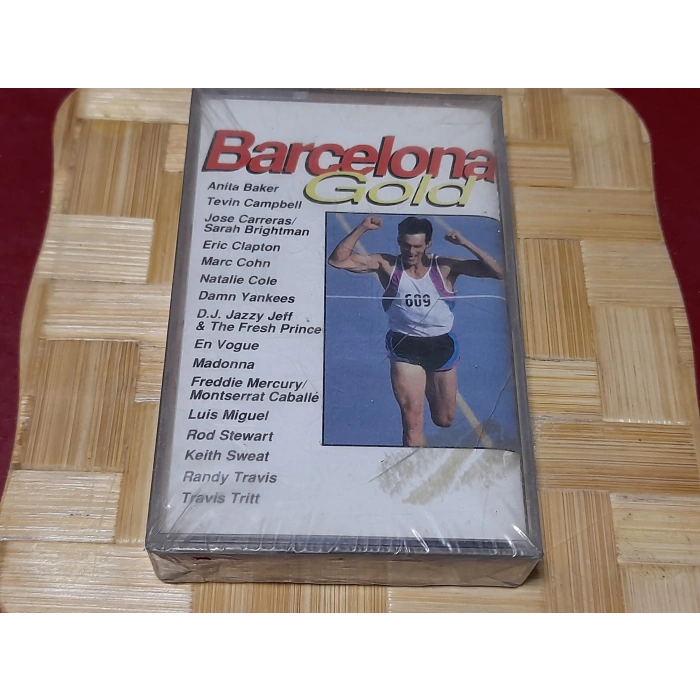 Barcelona
Gold
Anita Baker
Tevin Campbell
Jose Carreras/
Sarah Brightman
Eric Clapton
Marc Cohn
Natalie Cole
Damn Yankees
D.J. Jazzy Jeff
& The Fresh Prince
En Vogue
Madonna
Freddie Mercury/
Montserrat Caballé
Luis Miguel
Rod Stewart
Keith Sweat
Randy Travis
Travis Tritt
609